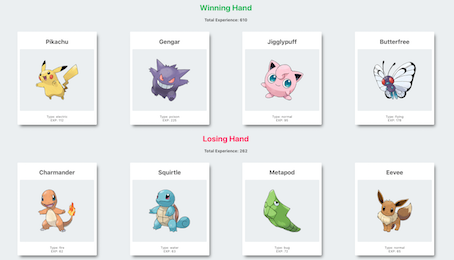 Winning Hand
Total Experience: 610
Pikachu
Gengar
Jigglypuff
Butterfree
Type: electric
EXP: 112
Type: poison
EXP: 225
Type: normal
EXP: 95
Type: flying
EXP: 178
Losing Hand
Total Experience: 262
Charmander
Squirtle
Metapod
Eevee
Type: fire
EXP: 62
Type: water
EXP: 63
Type: bug
EXP: 72
Type: normal
EXP: 65